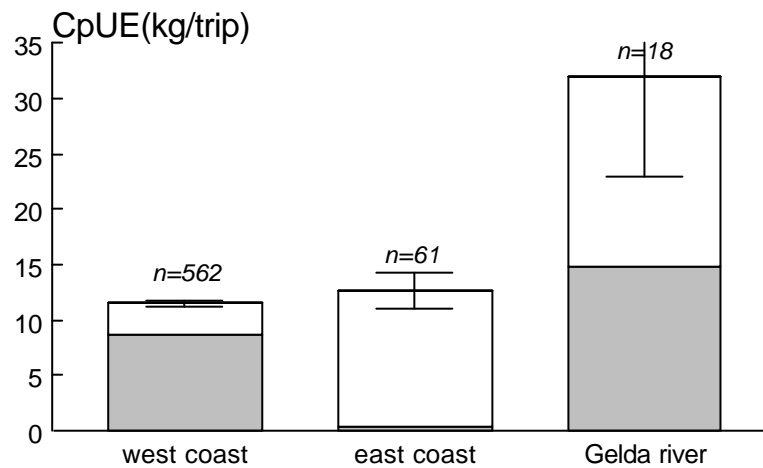 CpUE(kg/trip)
35
30
25
20
15
10
5
0
n=562
n=61
n=18
west coast
east coast
Gelda river